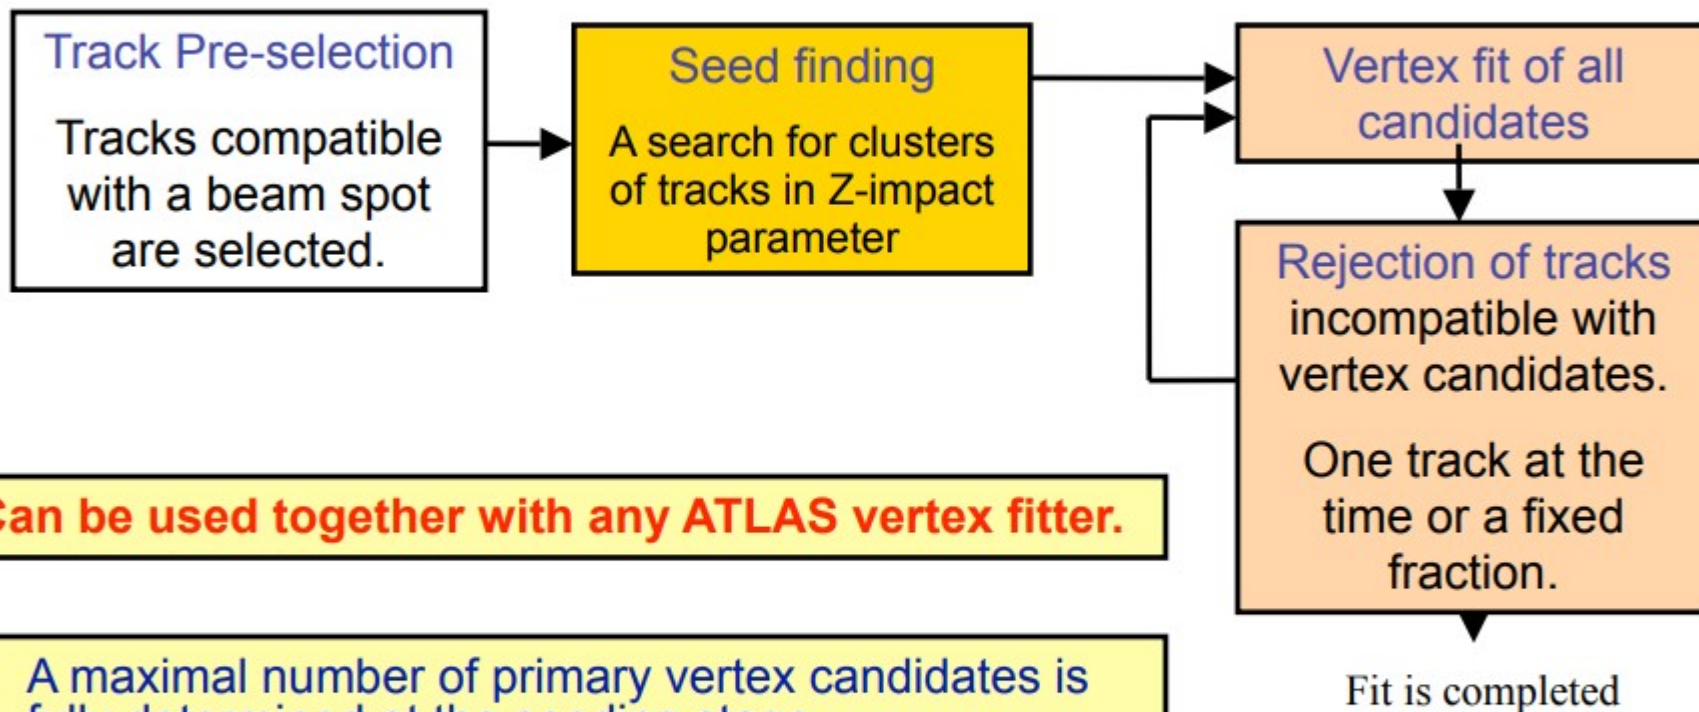 Track Pre-selection
Tracks compatible
with a beam spot
are selected.
Seed finding
A search for clusters
of tracks in Z-impact
parameter
Vertex fit of all
candidates
Rejection of tracks
incompatible with
vertex candidates.
One track at the
time or a fixed
fraction.
Fit is completed
Can be used together with any ATLAS vertex fitter.
A maximal number of primary vertex candidates is